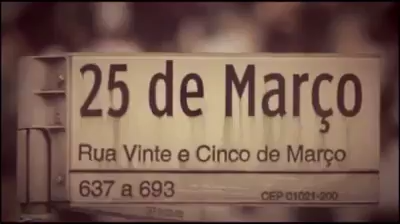 25 de Março
Rua Vinte e Cinco de Março
637 a 693 CEP 01021-200